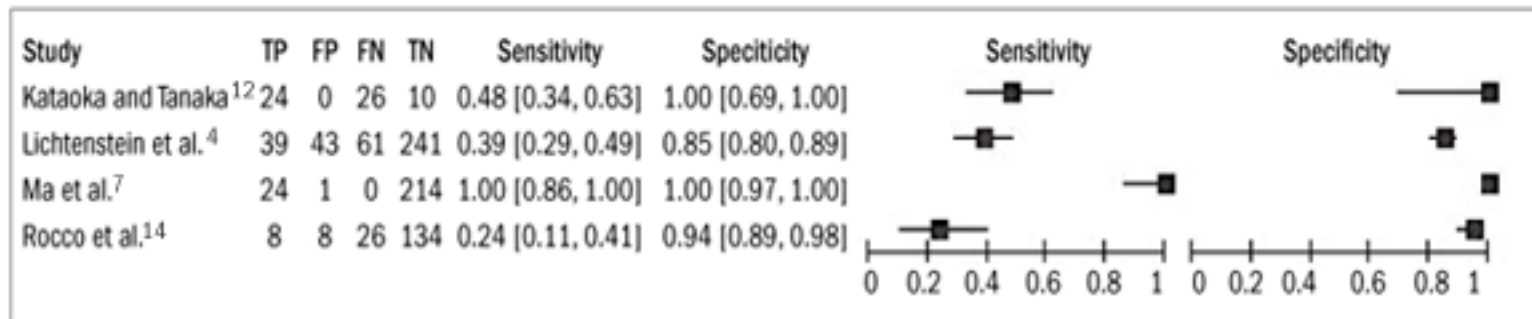 Study TP FP FN TN Sensitivity Speciticity Sensitivity Specificity
Kataoka and Tanaka12 24 0 26 10 0.48 [0.34, 0.63] 1.00 [0.69, 1.00]
Lichtenstein et al.4 39 43 61 241 0.39 [0.29, 0.49] 0.85 [0.80, 0.89]
Ma et al.7 24 1 0 214 1.00 [0.86, 1.00] 1.00 [0.97, 1.00]
Rocco et al.14 8 8 26 134 0.24 [0.11, 0.41] 0.94 [0.89, 0.98]
0 0.2 0.4 0.6 0.8 1 0 0.2 0.4 0.6 0.8 1